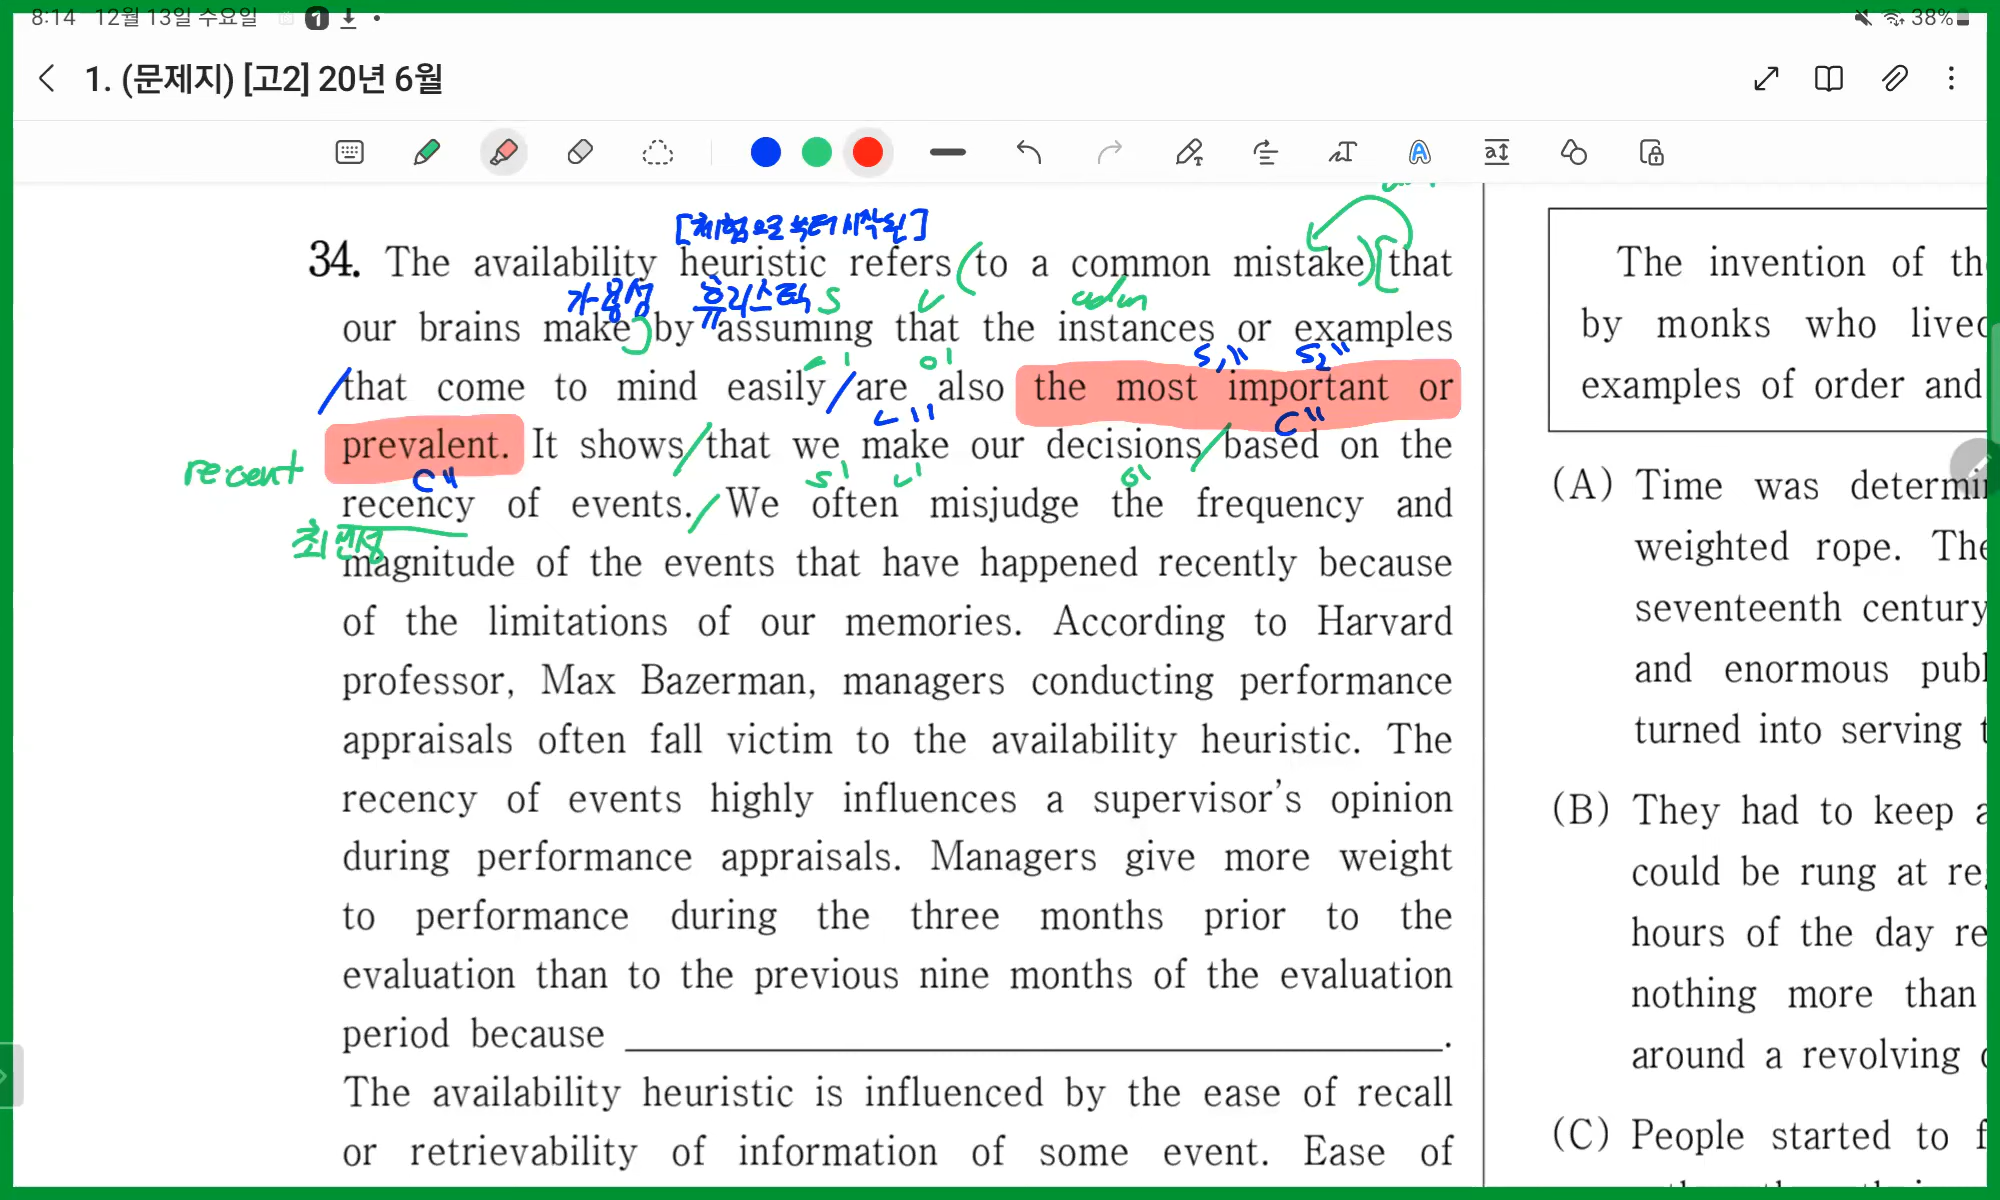 8:14 12월 13일 수요일
38%
1. (문제지) [고2] 20년 6월
[체험으로부터 시작된]
34. The availability heuristic refers (to a common mistake) [that
가용성 휴리스틱 S V
our brains make] by assuming that the instances or examples
S₁" S₂"
that come to mind easily / are also the most important or
V" C"
prevalent. It shows / that we make our decisions / based on the
recent C" S' V' O'
recency of events. / We often misjudge the frequency and
최신성
magnitude of the events that have happened recently because
of the limitations of our memories. According to Harvard
professor, Max Bazerman, managers conducting performance
appraisals often fall victim to the availability heuristic. The
recency of events highly influences a supervisor's opinion
during performance appraisals. Managers give more weight
to performance during the three months prior to the
evaluation than to the previous nine months of the evaluation
period because ____________.
The availability heuristic is influenced by the ease of recall
or retrievability of information of some event. Ease of
The invention of
by monks who
examples of order and
(A) Time was
weighted rope.
seventeenth century
and enormous
turned into serving
(B) They had to keep
could be rung at
hours of the day
nothing more than
around a revolving
(C) People started to